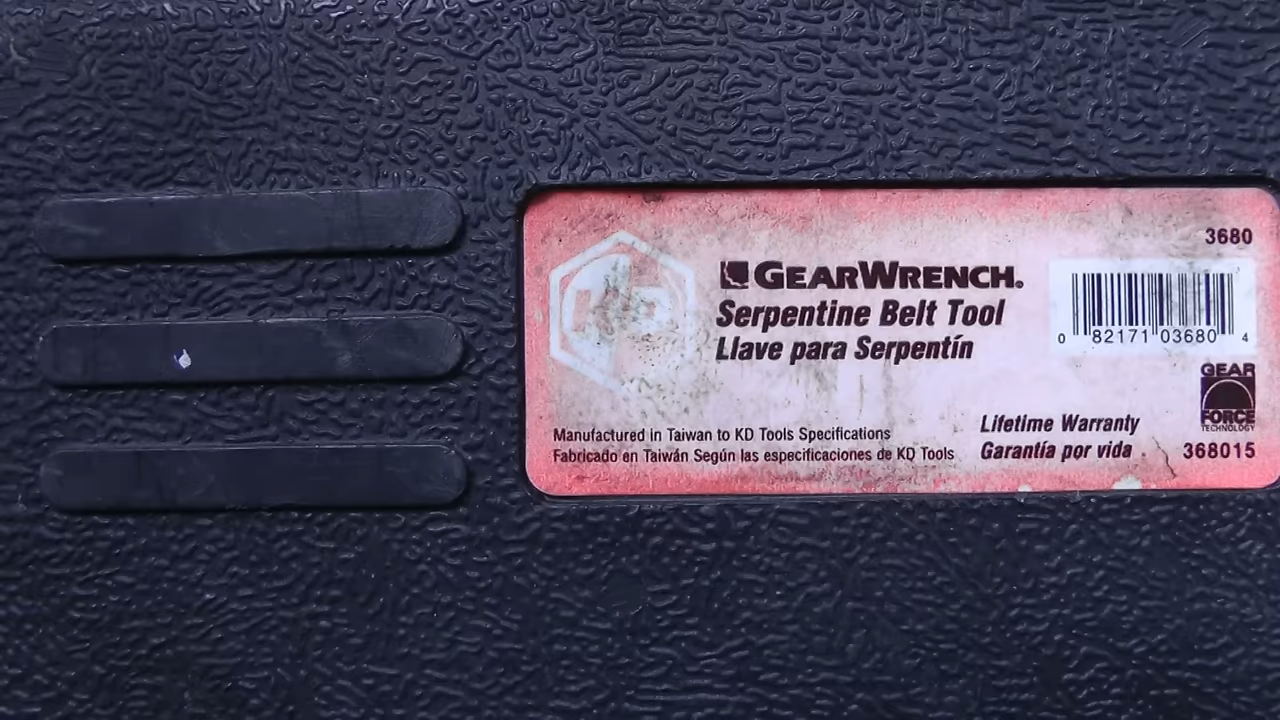 3680
KD
GEARWRENCH®
Serpentine Belt Tool
Llave para Serpentín
0 82171 03680 4
GEAR
FORCE
TECHNOLOGY
Lifetime Warranty
Garantía por vida
368015
Manufactured in Taiwan to KD Tools Specifications
Fabricado en Taiwán Según las especificaciones de KD Tools